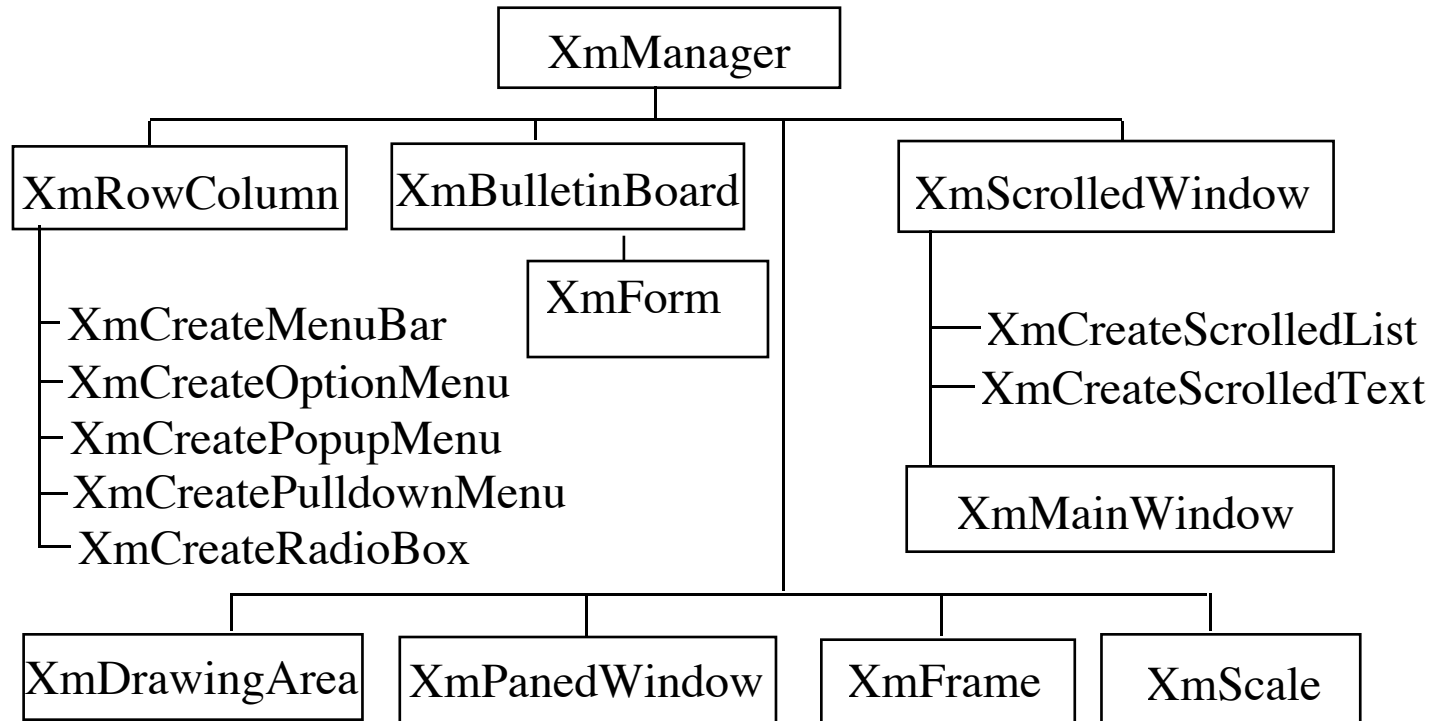 XmManager
XmRowColumn
XmBulletinBoard
XmScrolledWindow
XmForm
XmCreateMenuBar
XmCreateOptionMenu
XmCreatePopupMenu
XmCreatePulldownMenu
XmCreateRadioBox
XmCreateScrolledList
XmCreateScrolledText
XmMainWindow
XmDrawingArea
XmPanedWindow
XmFrame
XmScale